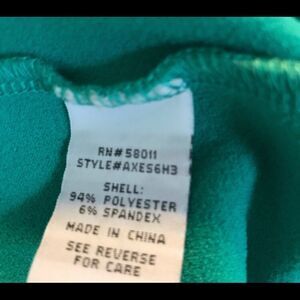 RN#58011
STYLE#AXES6H3
SHELL:
94% POLYESTER
6% SPANDEX
MADE IN CHINA
SEE REVERSE
FOR CARE